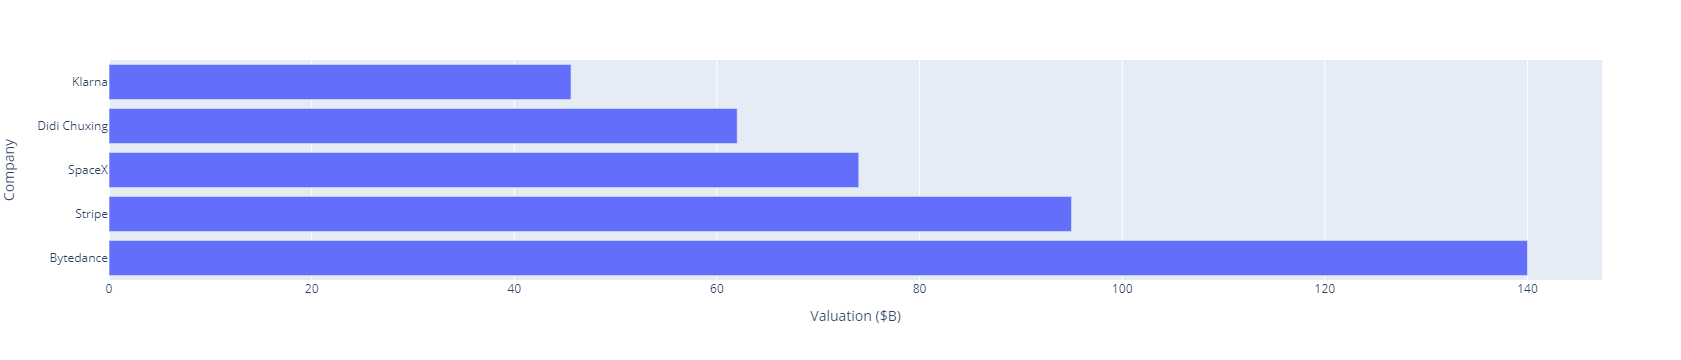 Company
Klarna
Didi Chuxing
SpaceX
Stripe
Bytedance
0 20 40 60 80 100 120 140
Valuation ($B)